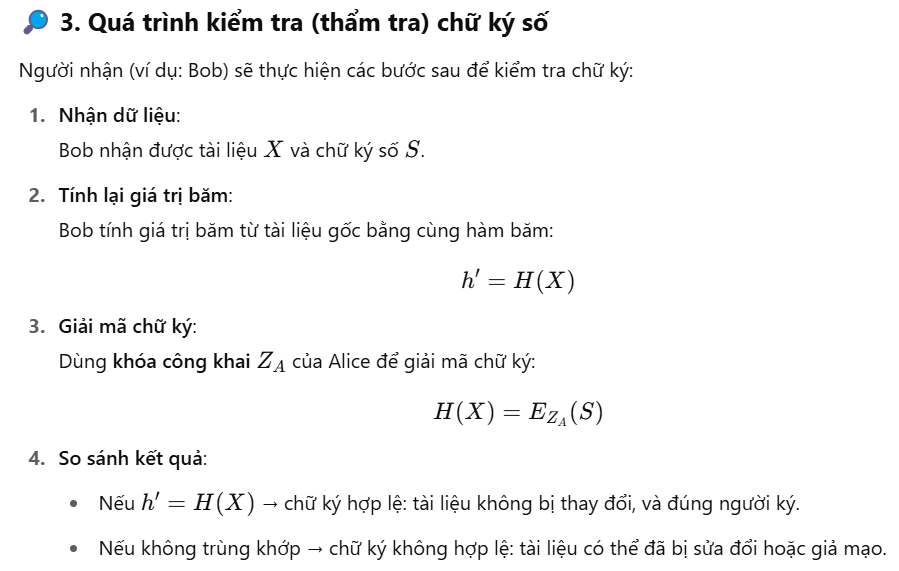 🔎 3. Quá trình kiểm tra (thẩm tra) chữ ký số
Người nhận (ví dụ: Bob) sẽ thực hiện các bước sau để kiểm tra chữ ký:
1. Nhận dữ liệu:
Bob nhận được tài liệu X và chữ ký số S.
2. Tính lại giá trị băm:
Bob tính giá trị băm từ tài liệu gốc bằng cùng hàm băm:
h′ = H(X)
3. Giải mã chữ ký:
Dùng khóa công khai Z_A của Alice để giải mã chữ ký:
H(X) = E_{Z_A}(S)
4. So sánh kết quả:
• Nếu h′ = H(X) → chữ ký hợp lệ: tài liệu không bị thay đổi, và đúng người ký.
• Nếu không trùng khớp → chữ ký không hợp lệ: tài liệu có thể đã bị sửa đổi hoặc giả mạo.